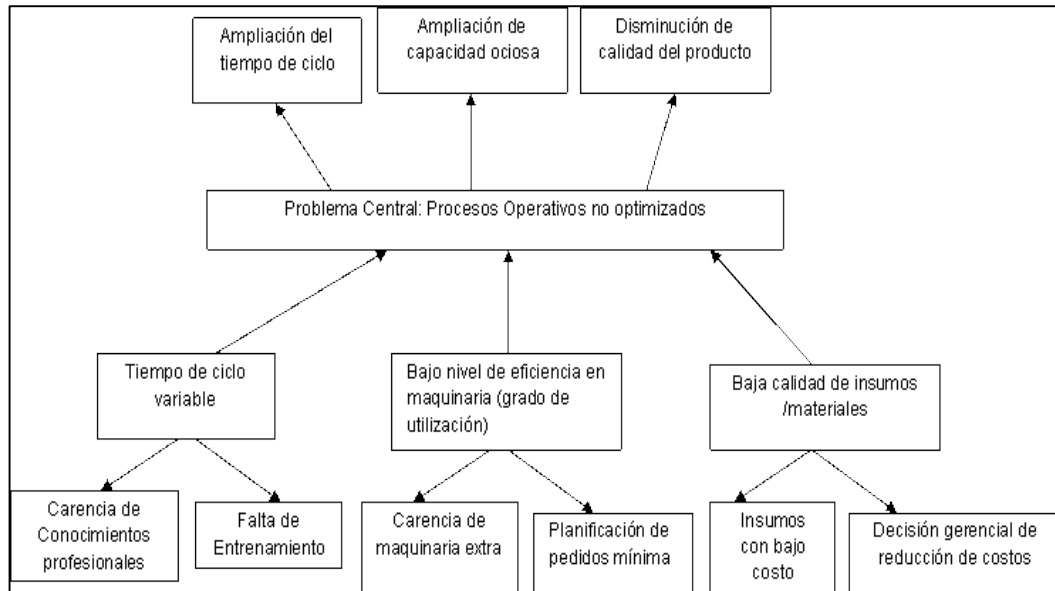 Ampliación del
tiempo de ciclo
Ampliación de
capacidad ociosa
Disminución de
calidad del producto
Problema Central: Procesos Operativos no optimizados
Tiempo de ciclo
variable
Bajo nivel de eficiencia en
maquinaria (grado de
utilización)
Baja calidad de insumos
/materiales
Carencia de
Conocimientos
profesionales
Falta de
Entrenamiento
Carencia de
maquinaria extra
Planificación de
pedidos mínima
Insumos
con bajo
costo
Decisión gerencial de
reducción de costos